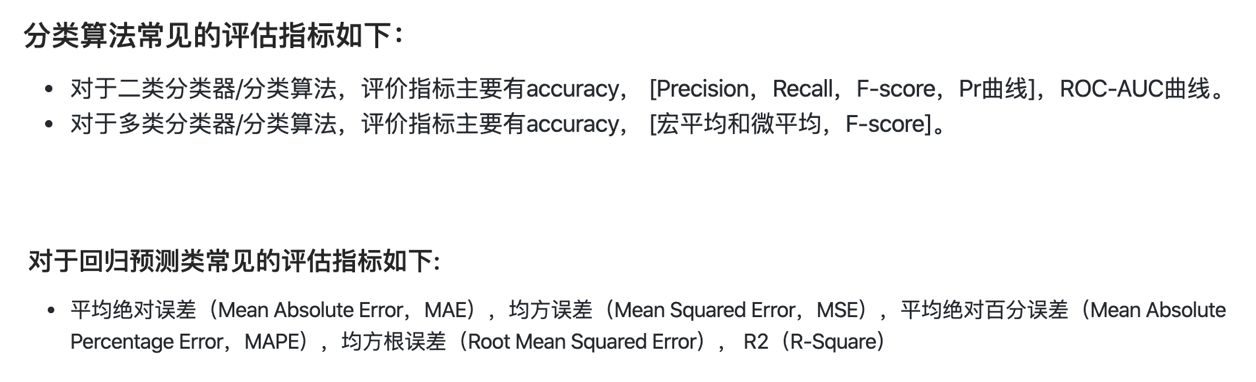 分类算法常见的评估指标如下：
• 对于二类分类器/分类算法，评价指标主要有accuracy， [Precision，Recall，F-score，Pr曲线]，ROC-AUC曲线。
• 对于多类分类器/分类算法，评价指标主要有accuracy， [宏平均和微平均，F-score]。
对于回归预测类常见的评估指标如下:
• 平均绝对误差（Mean Absolute Error，MAE），均方误差（Mean Squared Error，MSE），平均绝对百分误差（Mean Absolute
Percentage Error，MAPE），均方根误差（Root Mean Squared Error）， R2（R-Square）